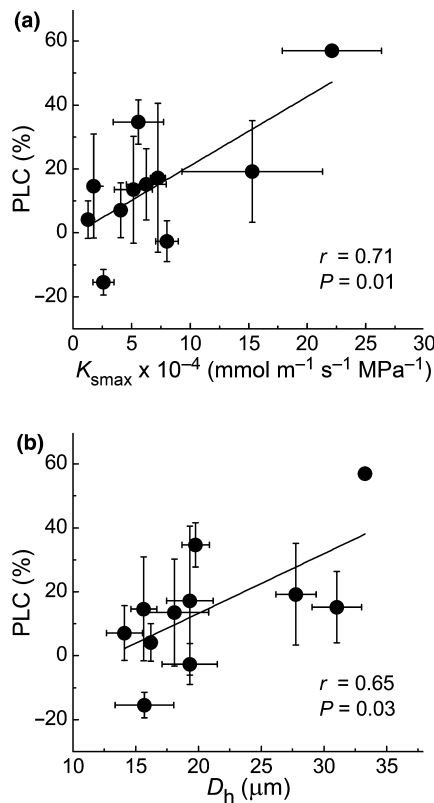 (a)
60
40
20
0
−20
PLC (%)
r = 0.71
P = 0.01
0 5 10 15 20 25 30
Ksmax x 10⁻⁴ (mmol m⁻¹ s⁻¹ MPa⁻¹)
(b)
60
40
20
0
−20
PLC (%)
r = 0.65
P = 0.03
10 15 20 25 30 35
Dh (μm)